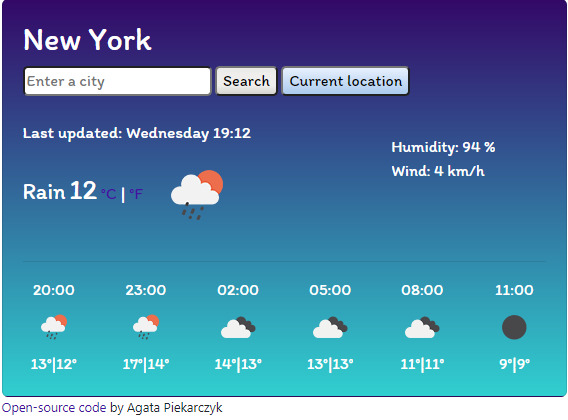 New York
Enter a city Search Current location
Last updated: Wednesday 19:12
Humidity: 94 %
Wind: 4 km/h
Rain 12 °C | °F
20:00 23:00 02:00 05:00 08:00 11:00
13°|12° 17°|14° 14°|13° 13°|13° 11°|11° 9°|9°
Open-source code by Agata Piekarczyk